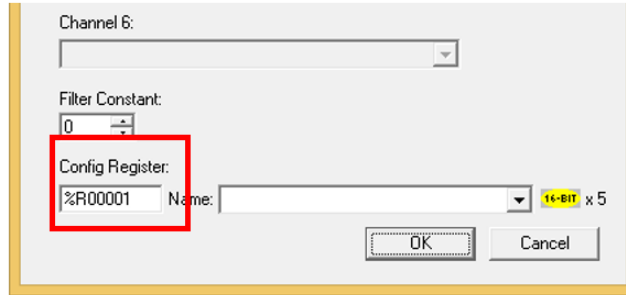 Channel 6:
Filter Constant:
0
Config Register:
%R00001 Name: 16-BIT x 5
OK Cancel